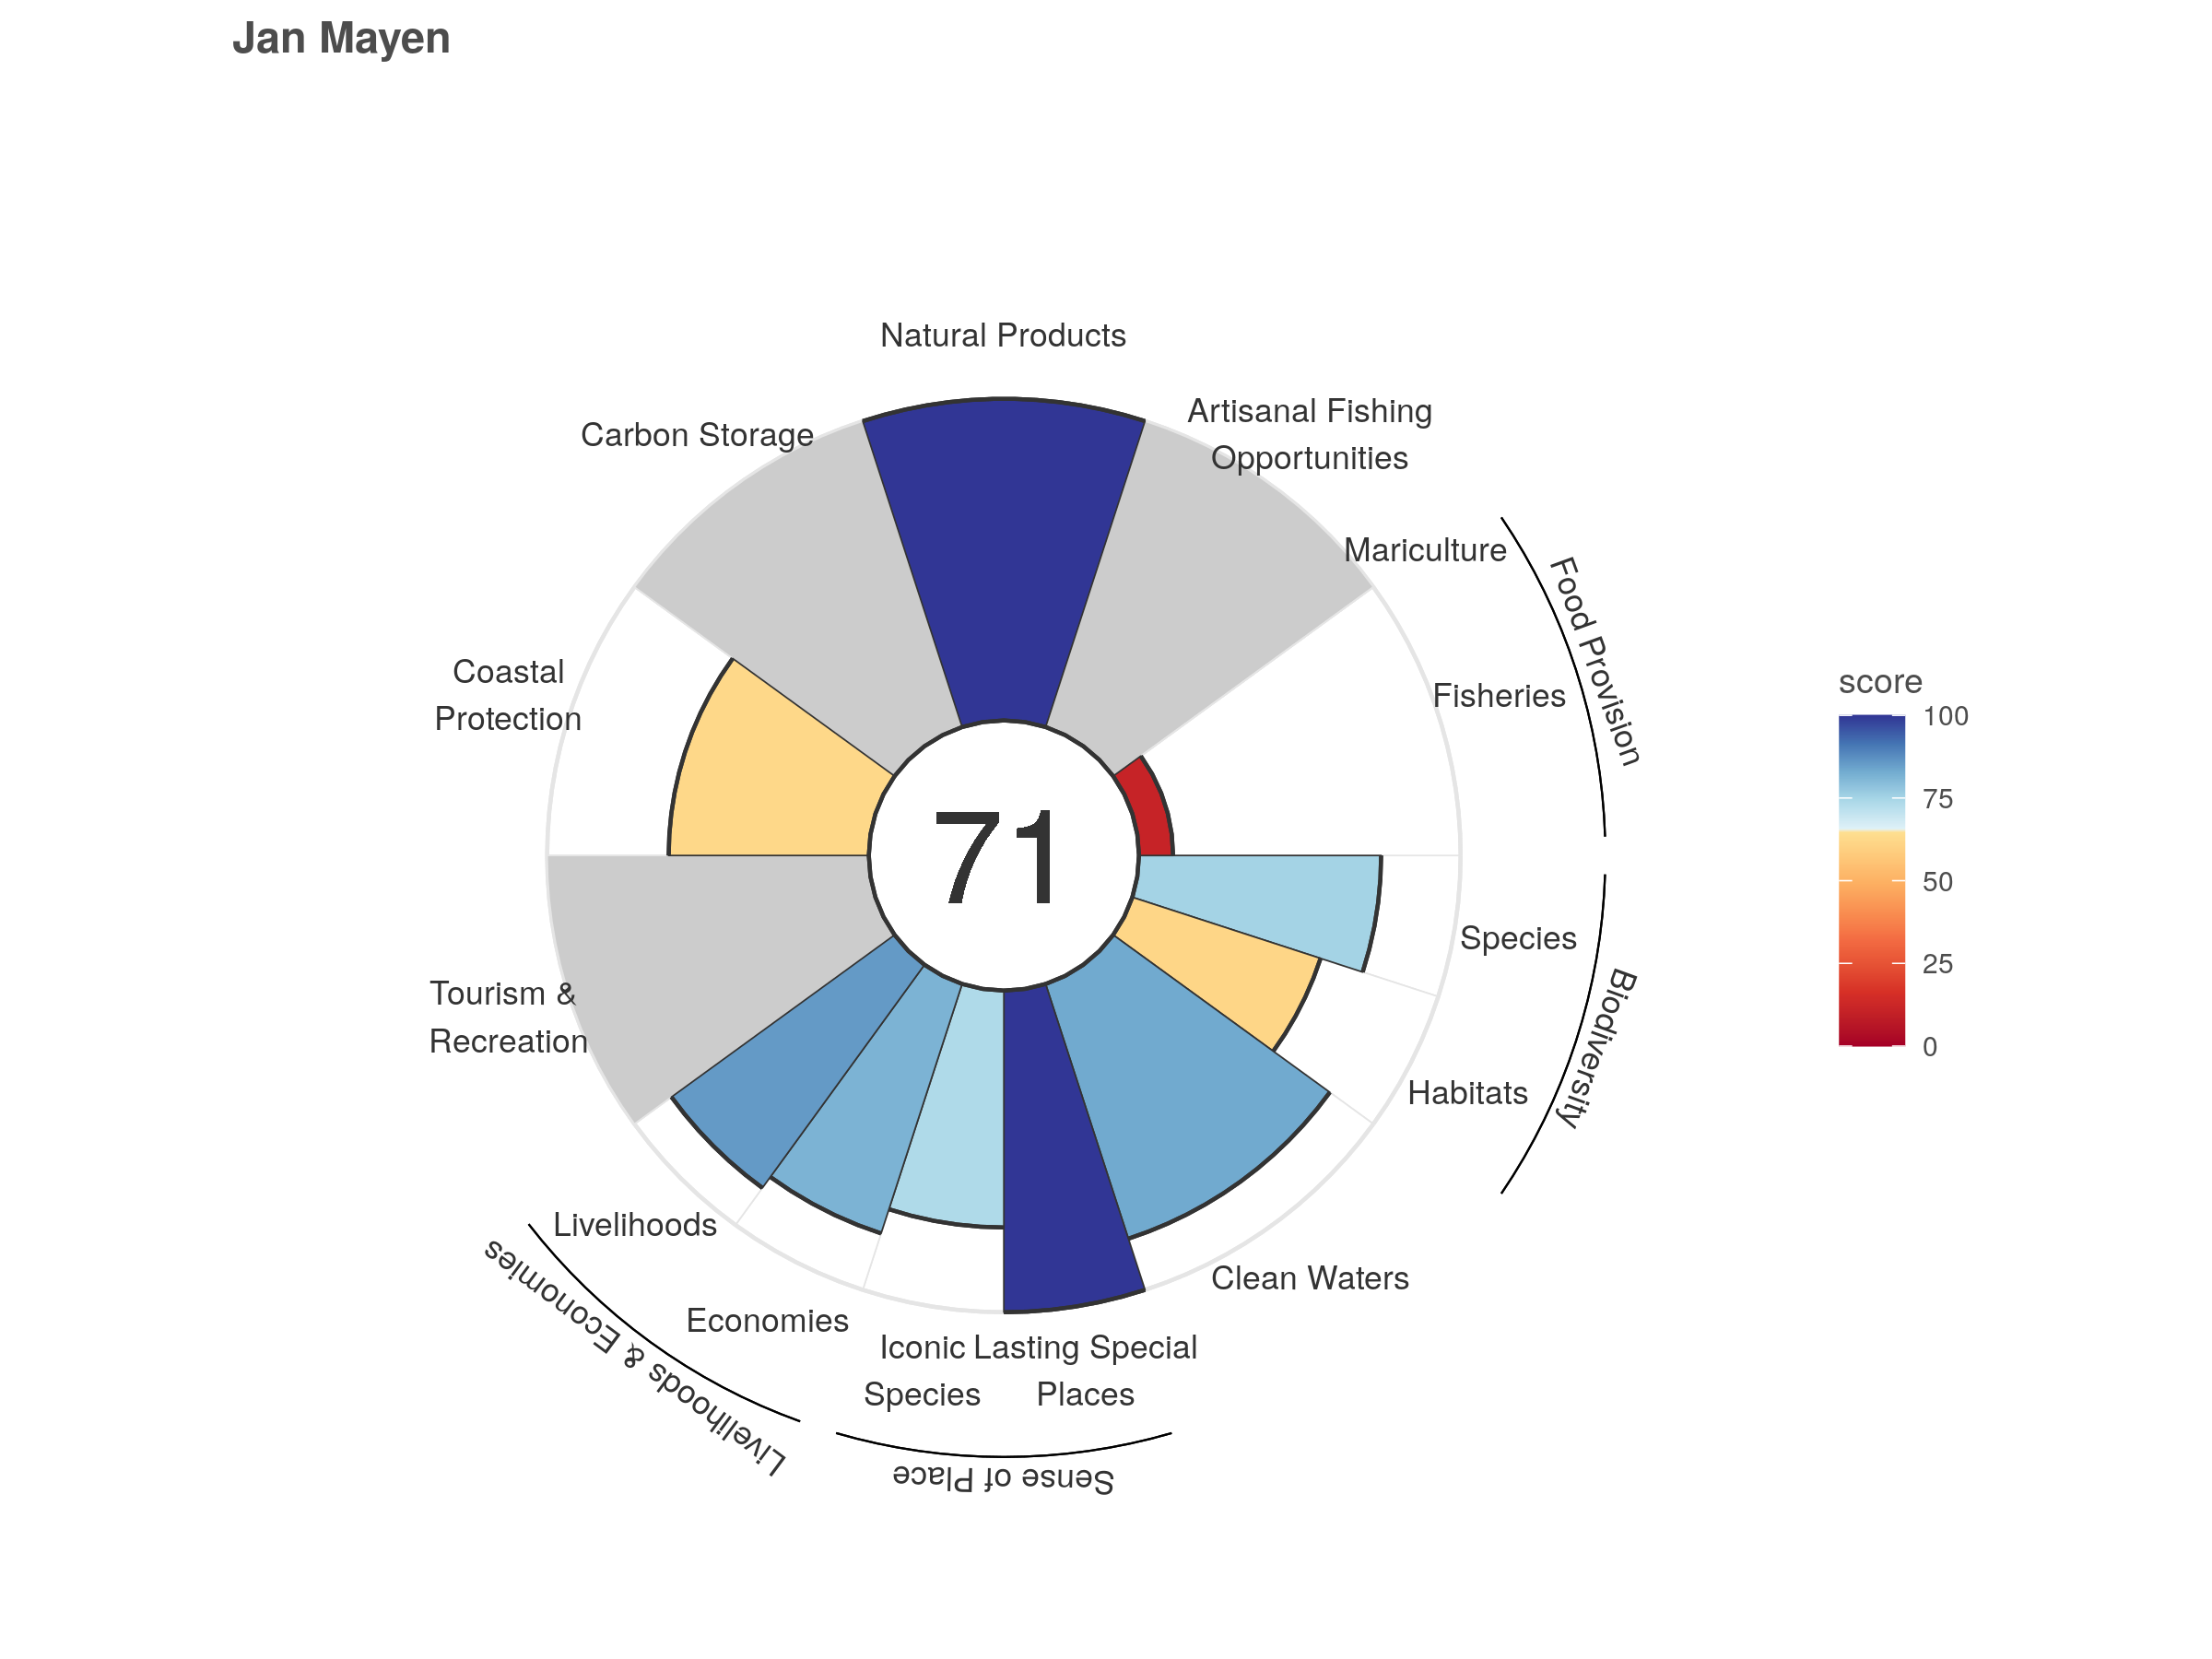 Jan Mayen
Natural Products
Artisanal Fishing
Opportunities
Carbon Storage
Mariculture
Food Provision
Fisheries
Coastal
Protection
71
score
100
75
50
25
0
Species
Biodiversity
Habitats
Tourism &
Recreation
Clean Waters
Livelihoods
Economies
Livelihoods & Economies
Iconic
Species
Lasting Special
Places
Sense of Place